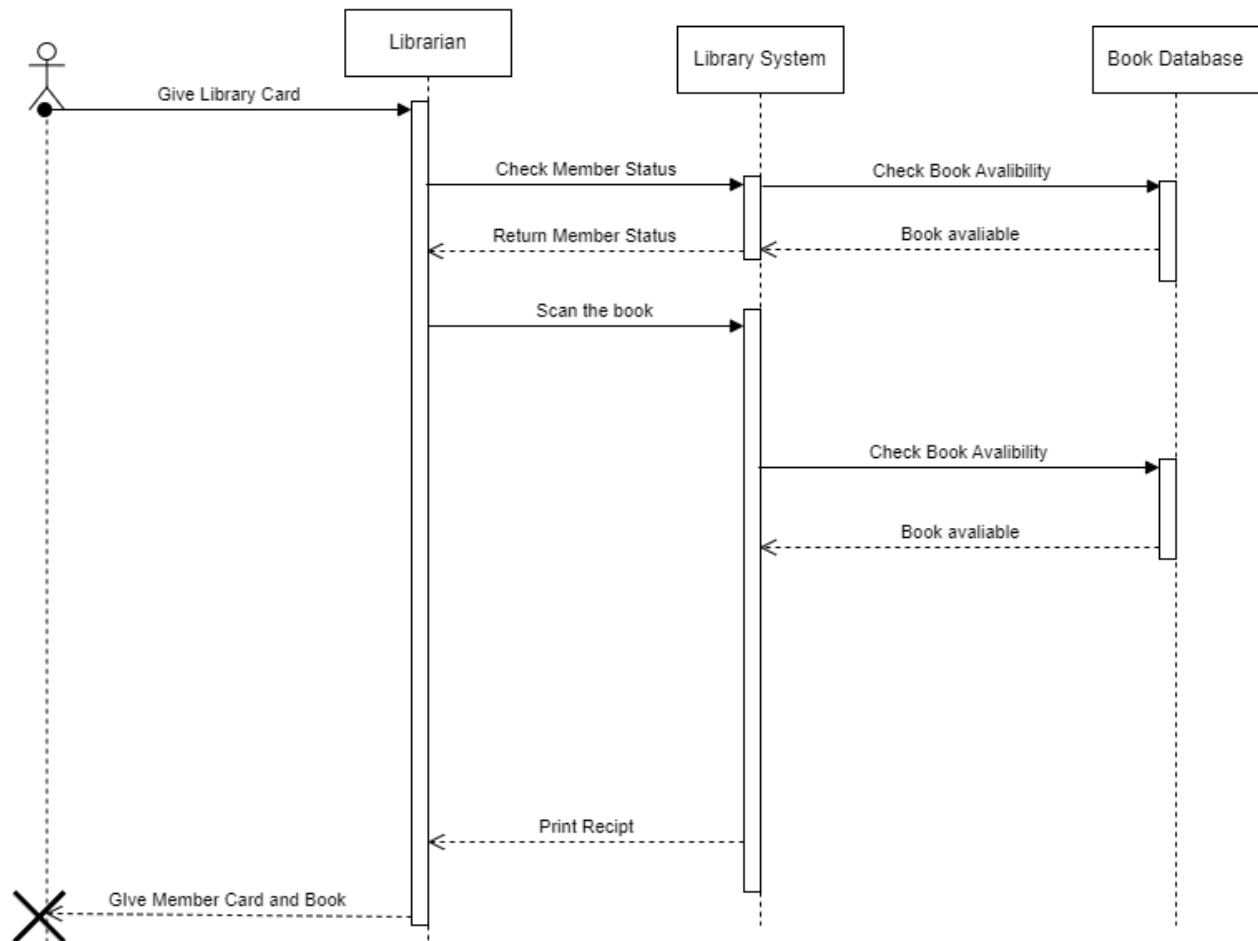 Librarian
Library System
Book Database
Give Library Card
Check Member Status
Check Book Avalibility
Return Member Status
Book avaliable
Scan the book
Check Book Avalibility
Book avaliable
Print Recipt
GIve Member Card and Book